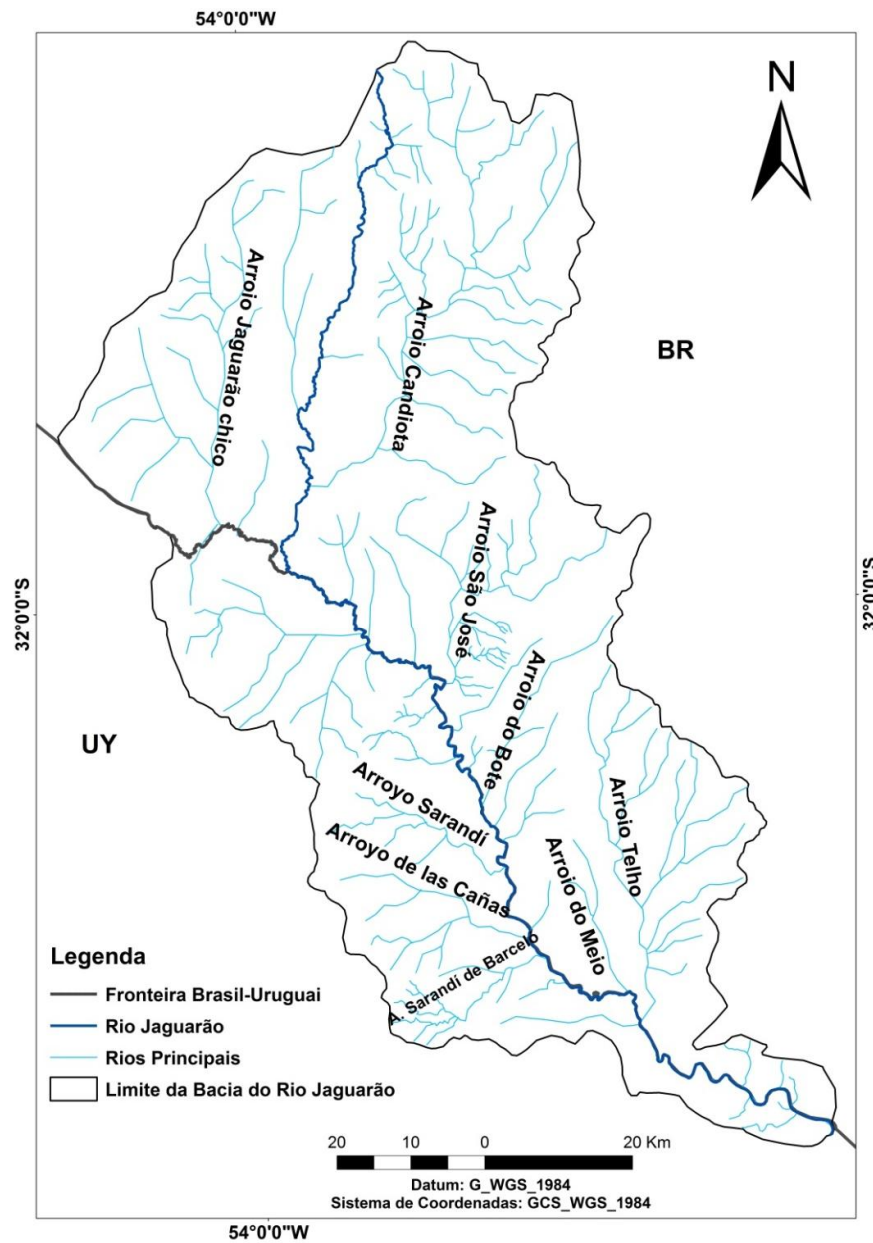 54°0'0"W
N
Arroio Jaguarão chico
Arroio Candiota
BR
Arroio São José
32°0'0"S
32°0'0"S
Arroio do Bote
UY
Arroyo Sarandí
Arroio Telho
Arroyo de las Cañas
Arroio do Meio
A. Sarandí de Barcelo
Legenda
Fronteira Brasil-Uruguai
Rio Jaguarão
Rios Principais
Limite da Bacia do Rio Jaguarão
20 10 0 20 Km
Datum: G_WGS_1984
Sistema de Coordenadas: GCS_WGS_1984
54°0'0"W